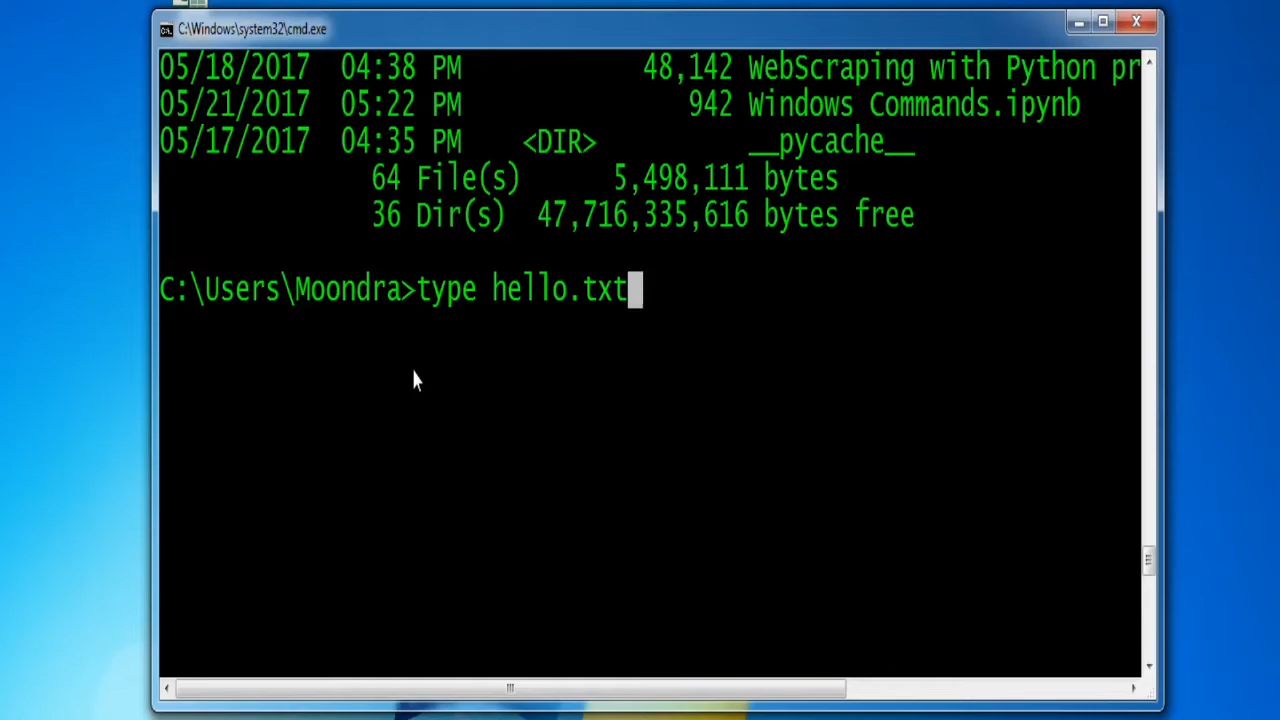 C:\Windows\system32\cmd.exe
05/18/2017 04:38 PM 48,142 WebScraping with Python pr
05/21/2017 05:22 PM 942 Windows Commands.ipynb
05/17/2017 04:35 PM <DIR> __pycache__
64 File(s) 5,498,111 bytes
36 Dir(s) 47,716,335,616 bytes free
C:\Users\Moondra>type hello.txt